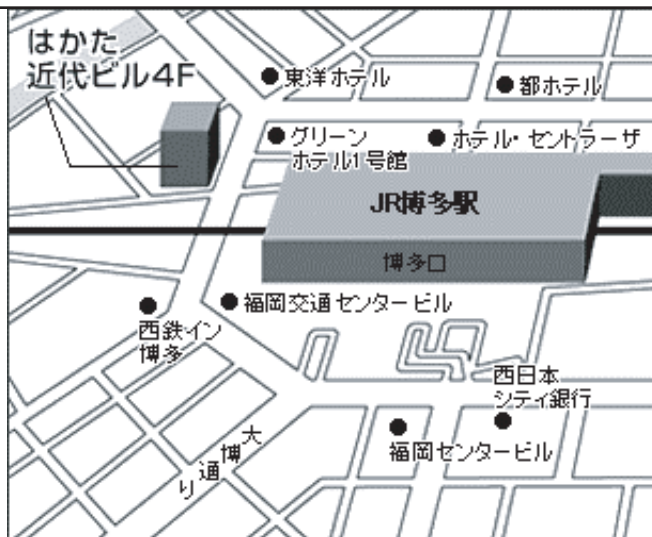 はかた
近代ビル4F
東洋ホテル
都ホテル
グリーン
ホテル1号館
ホテル・セントラーザ
JR博多駅
博多口
福岡交通センタービル
西鉄イン
博多
西日本
シティ銀行
福岡センタービル
大博通り